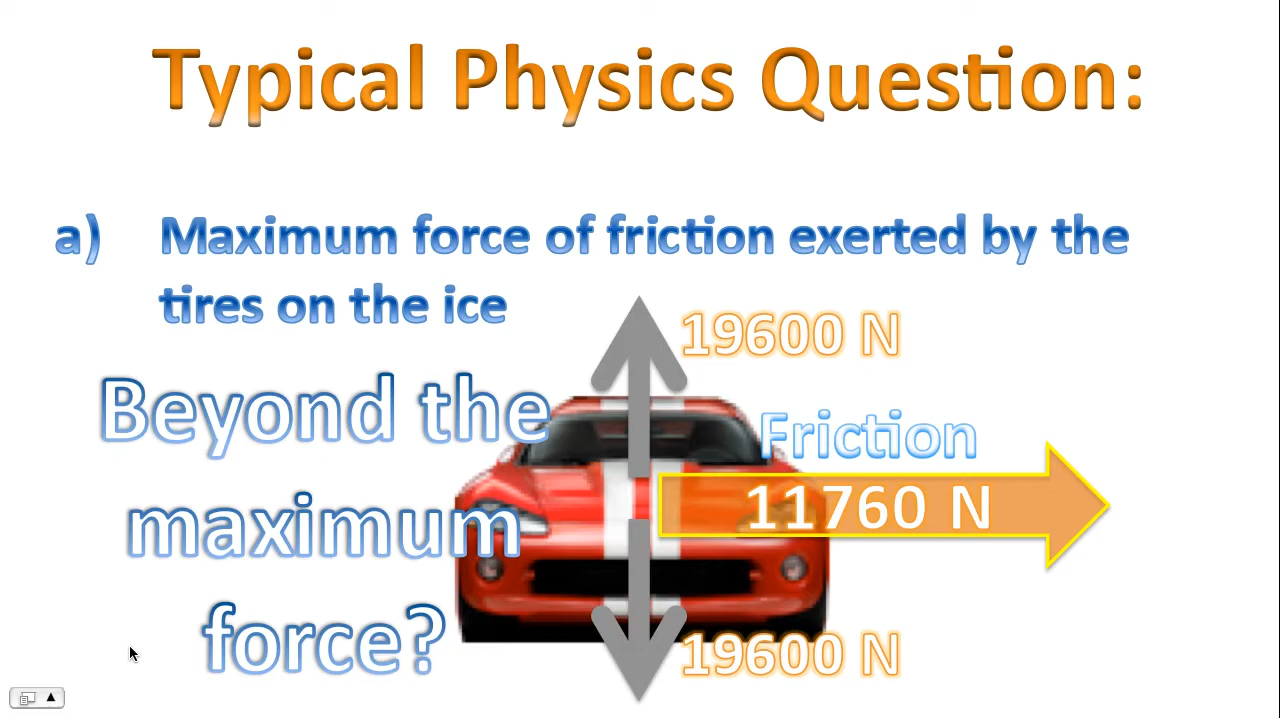 Typical Physics Question:
a) Maximum force of friction exerted by the
tires on the ice
19600 N
Beyond the
Friction
maximum
11760 N
force?
19600 N